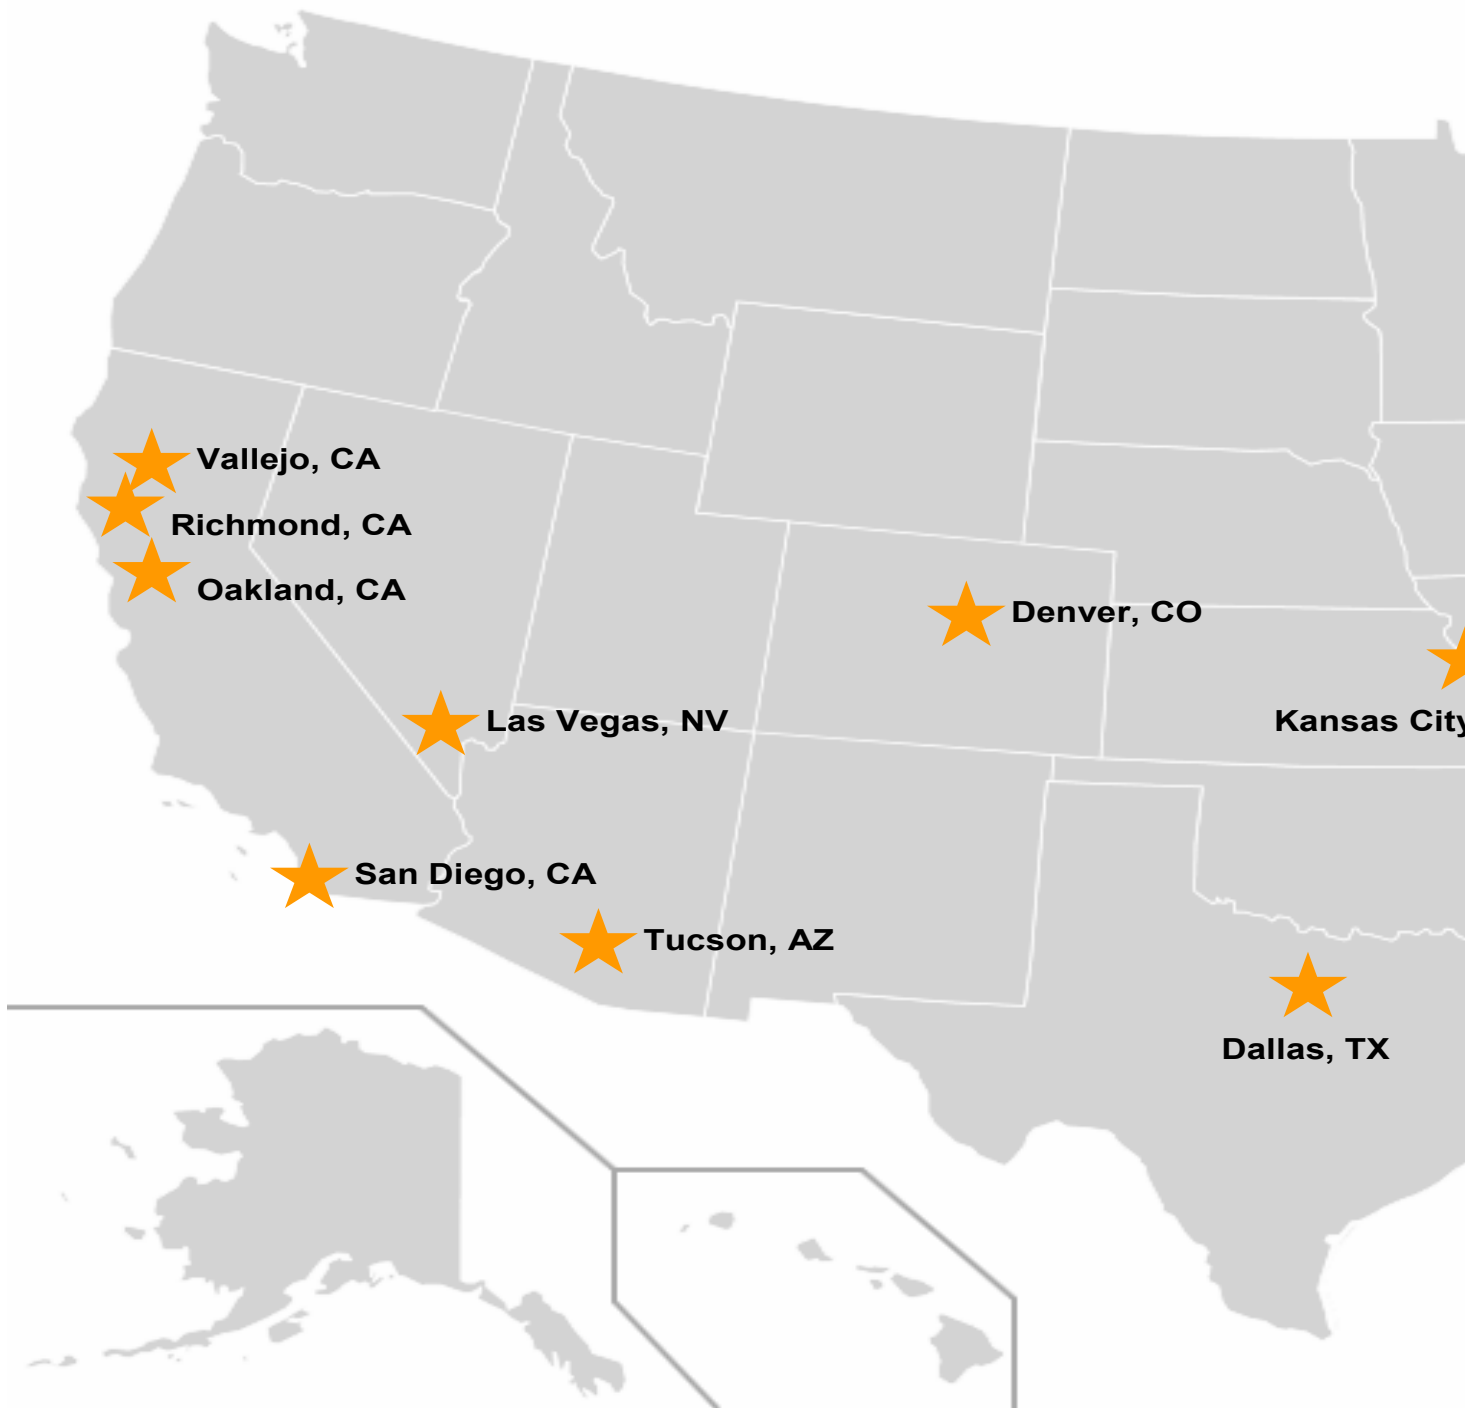 Vallejo, CA
Richmond, CA
Oakland, CA
Denver, CO
Las Vegas, NV
Kansas City
San Diego, CA
Tucson, AZ
Dallas, TX